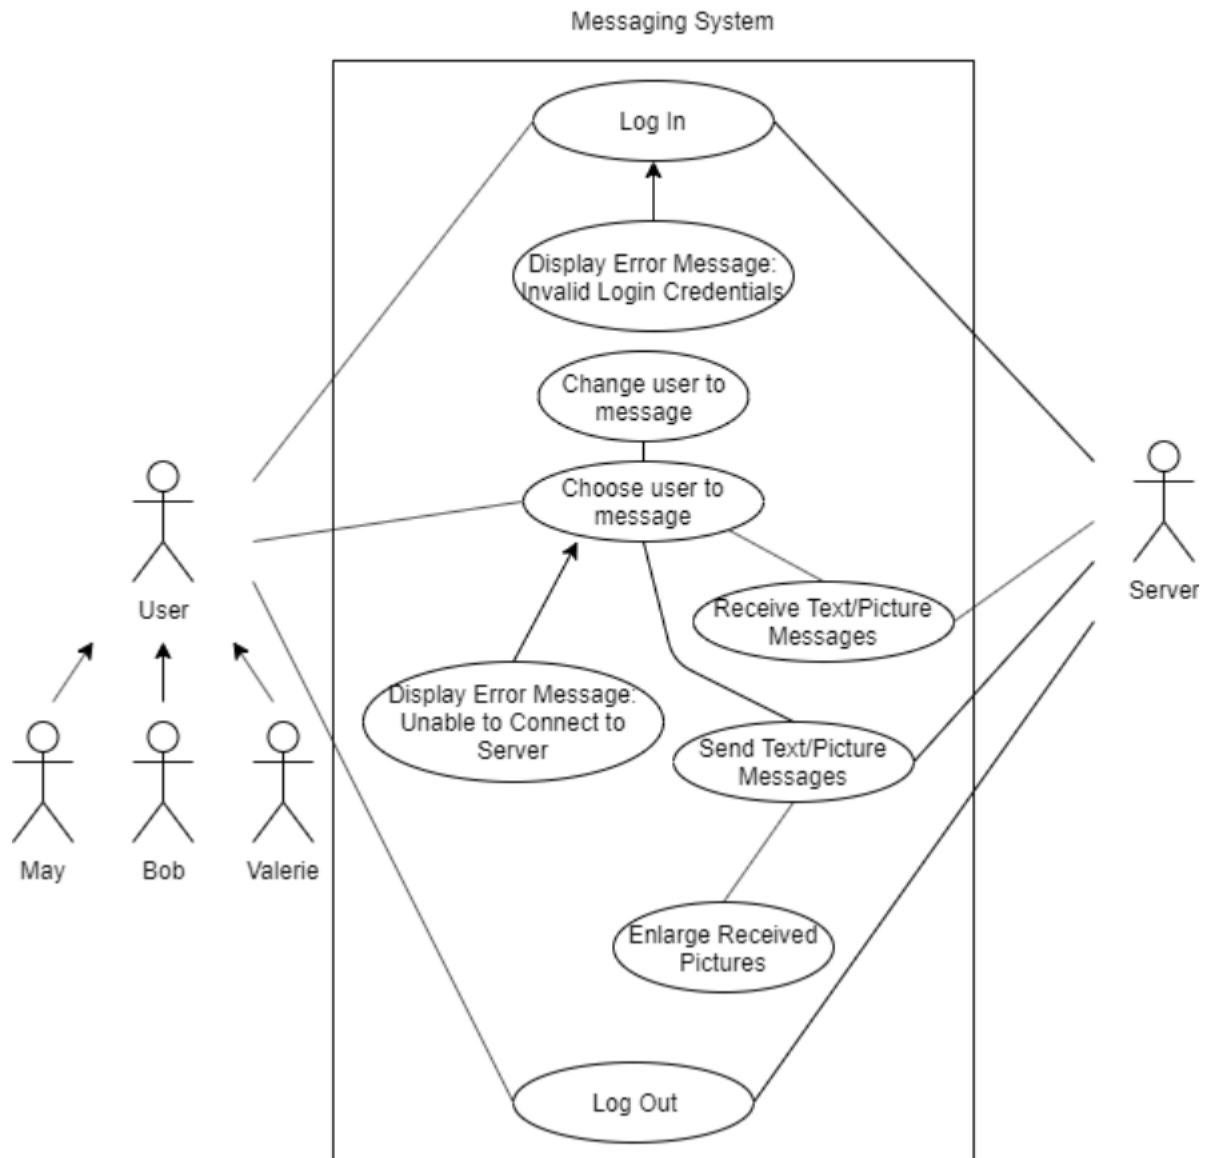 Messaging System
Log In
Display Error Message:
Invalid Login Credentials
Change user to
message
Choose user to
message
User
Server
Receive Text/Picture
Messages
Display Error Message:
Unable to Connect to
Server
Send Text/Picture
Messages
May
Bob
Valerie
Enlarge Received
Pictures
Log Out